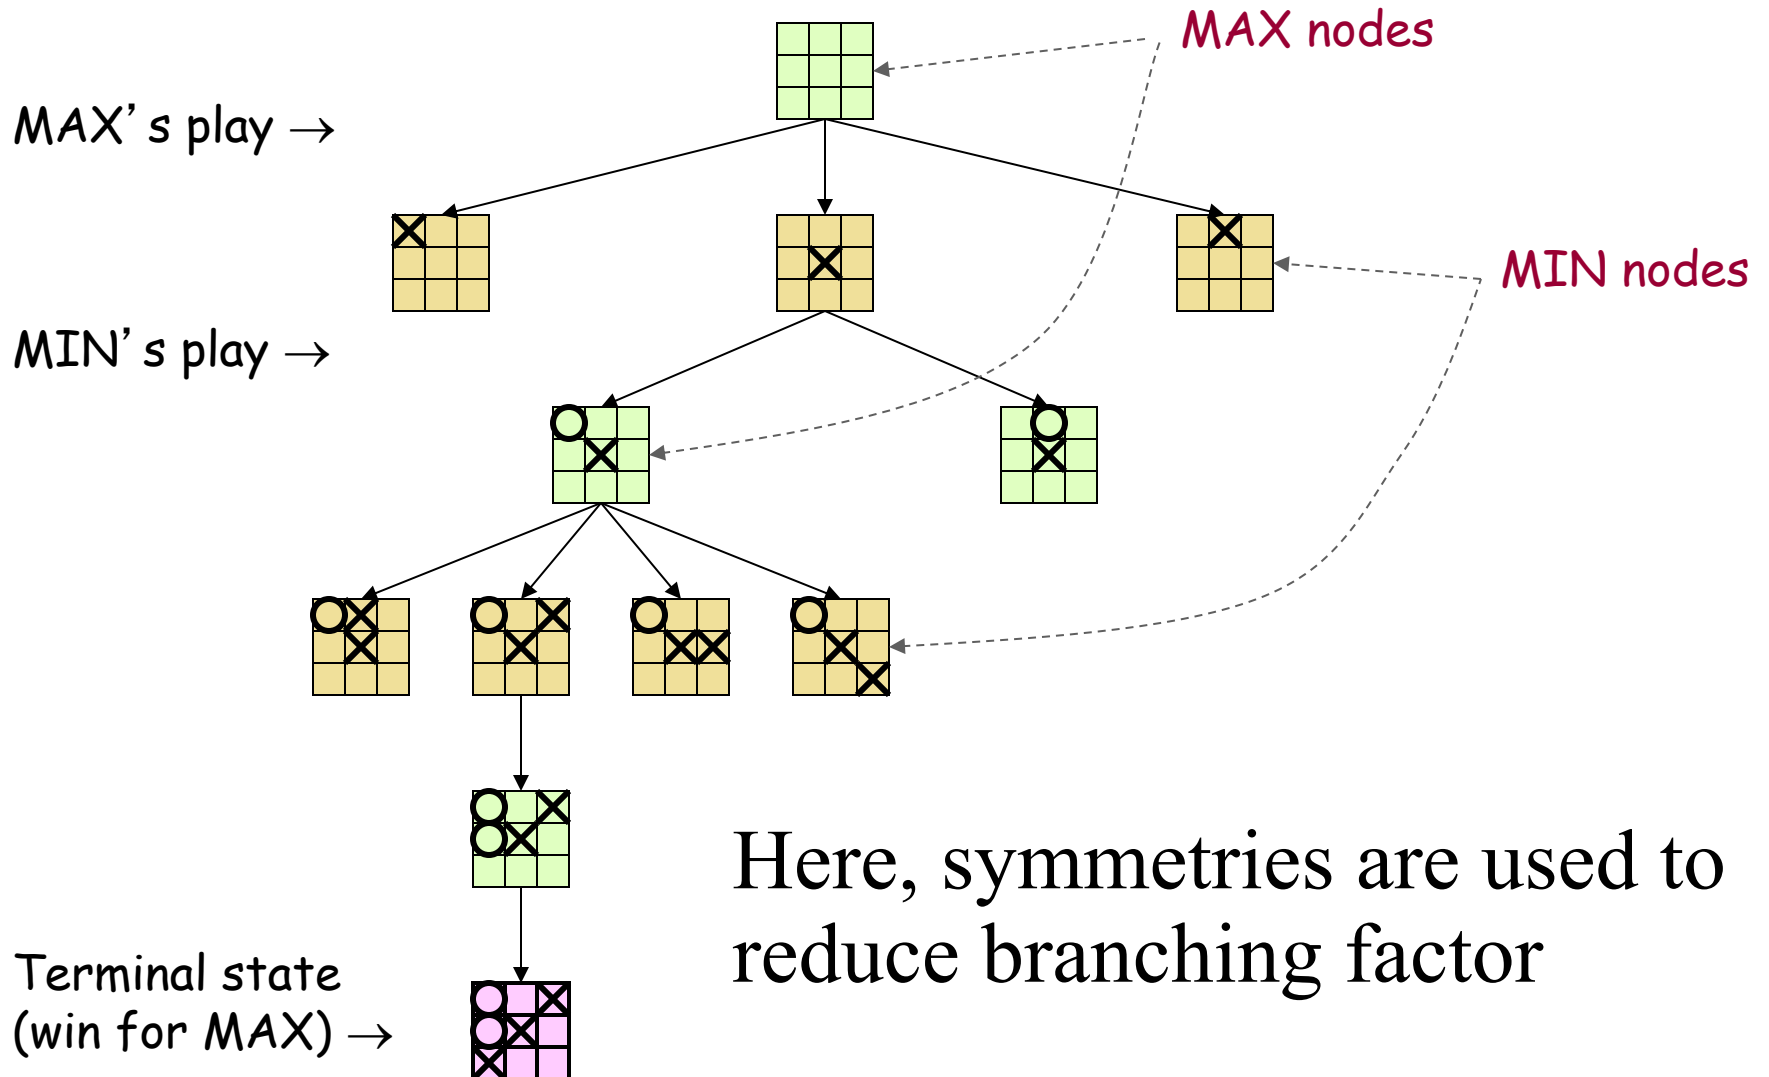 MAX nodes
MAX’s play →
MIN nodes
MIN’s play →
Here, symmetries are used to
reduce branching factor
Terminal state
(win for MAX) →